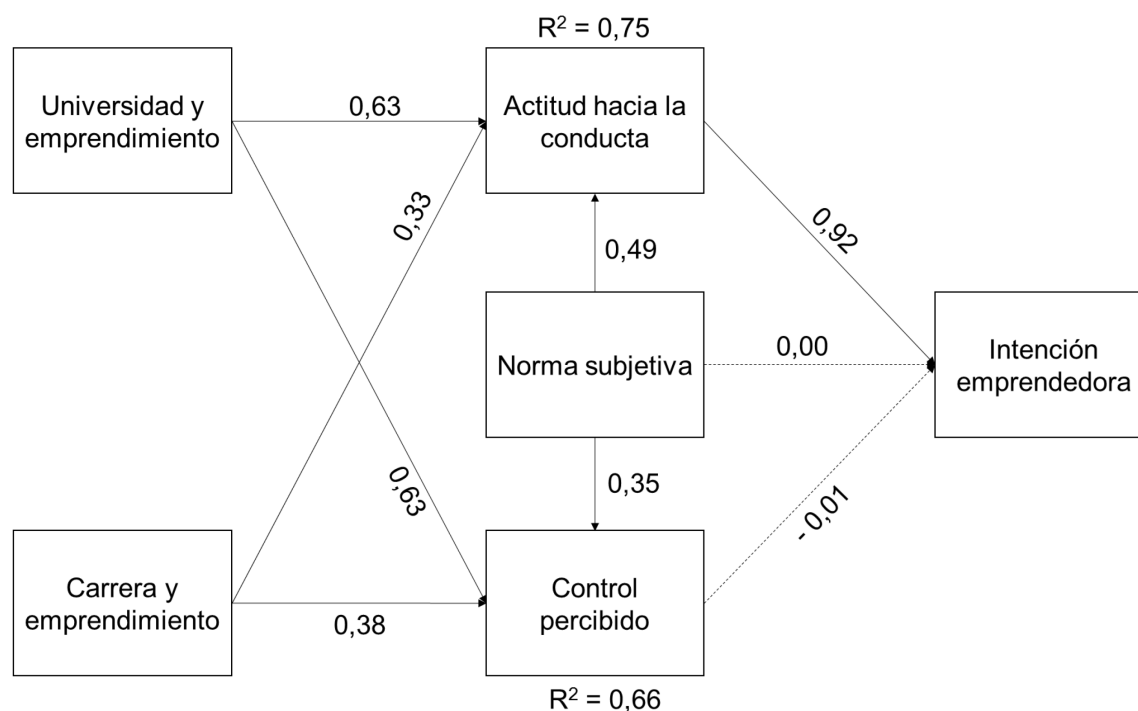 R² = 0,75
Universidad y
emprendimiento
0,63
Actitud hacia la
conducta
0,33
0,92
0,49
Norma subjetiva
0,00
Intención
emprendedora
0,63
0,35
- 0,01
Carrera y
emprendimiento
0,38
Control
percibido
R² = 0,66